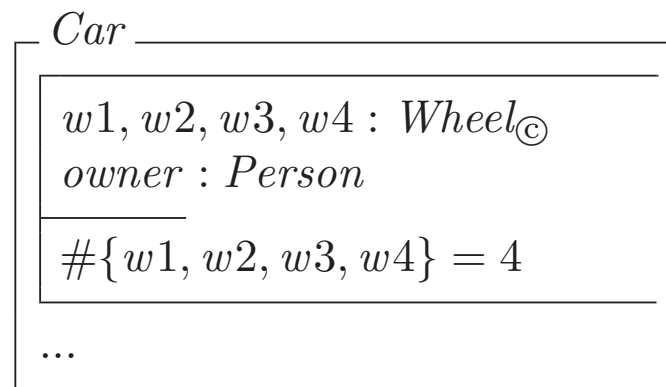 Car
w1, w2, w3, w4 : Wheel©
owner : Person
#{w1, w2, w3, w4} = 4
...